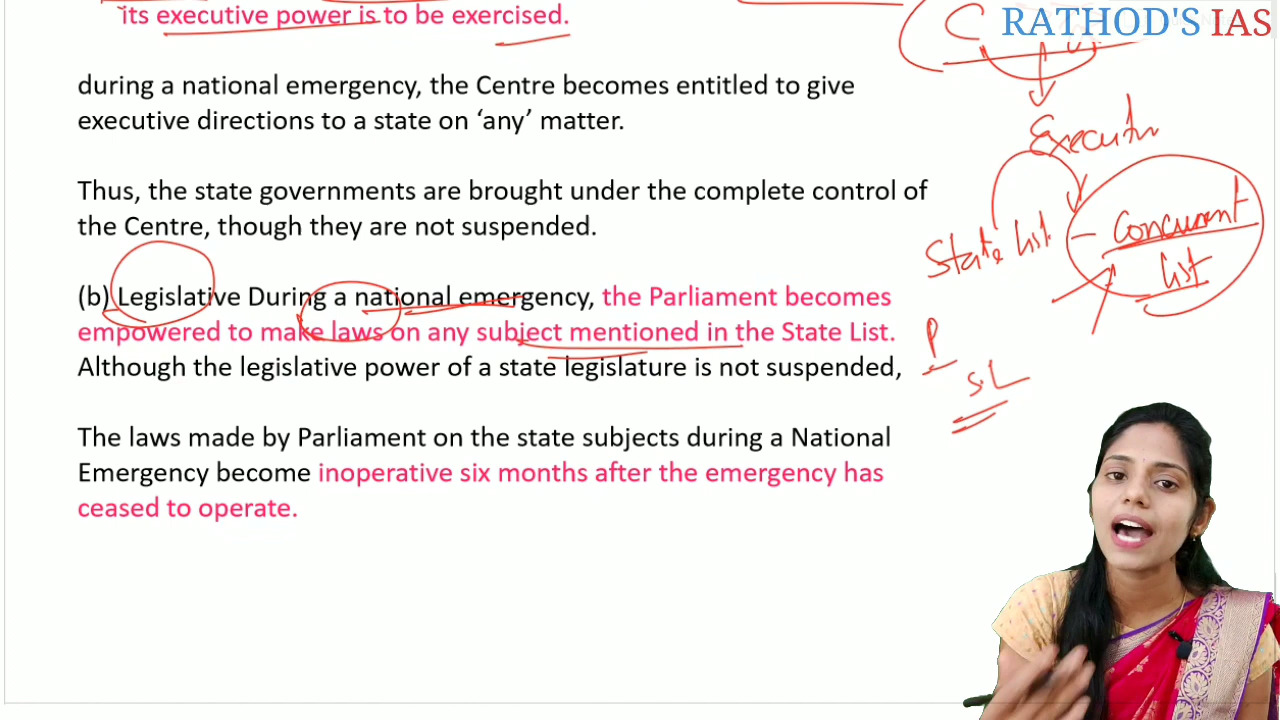 its executive power is to be exercised.
RATHOD'S IAS
during a national emergency, the Centre becomes entitled to give
executive directions to a state on ‘any’ matter.
Thus, the state governments are brought under the complete control of
the Centre, though they are not suspended.
(b) Legislative During a national emergency, the Parliament becomes
empowered to make laws on any subject mentioned in the State List.
Although the legislative power of a state legislature is not suspended,
The laws made by Parliament on the state subjects during a National
Emergency become inoperative six months after the emergency has
ceased to operate.
C
Executive
State list
- Concurrent
list
P
S.L